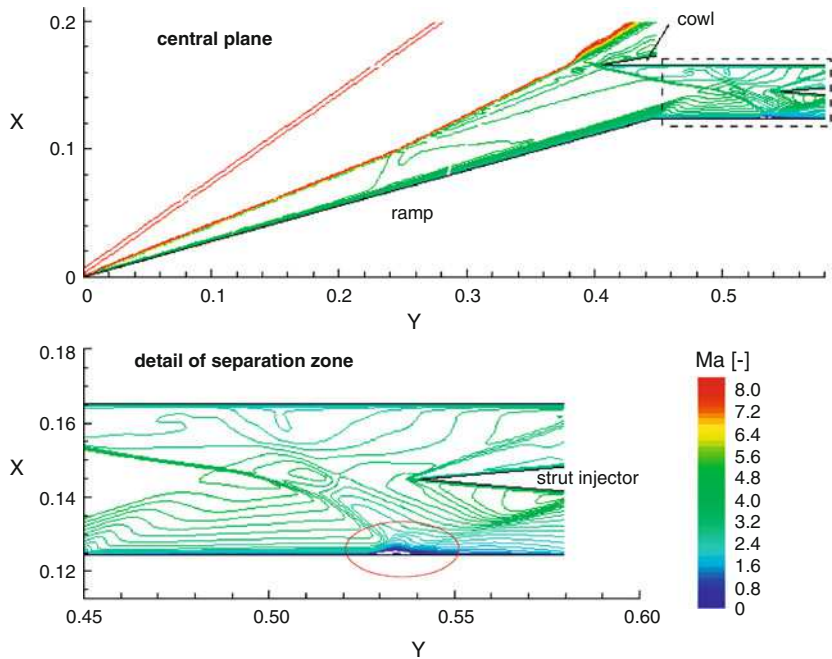 central plane
cowl
ramp
X
0.2
0.1
0
0 0.1 0.2 0.3 0.4 0.5
Y
detail of separation zone
strut injector
X
0.18
0.16
0.14
0.12
0.45 0.50 0.55 0.60
Y
Ma [-]
8.0
7.2
6.4
5.6
4.8
4.0
3.2
2.4
1.6
0.8
0